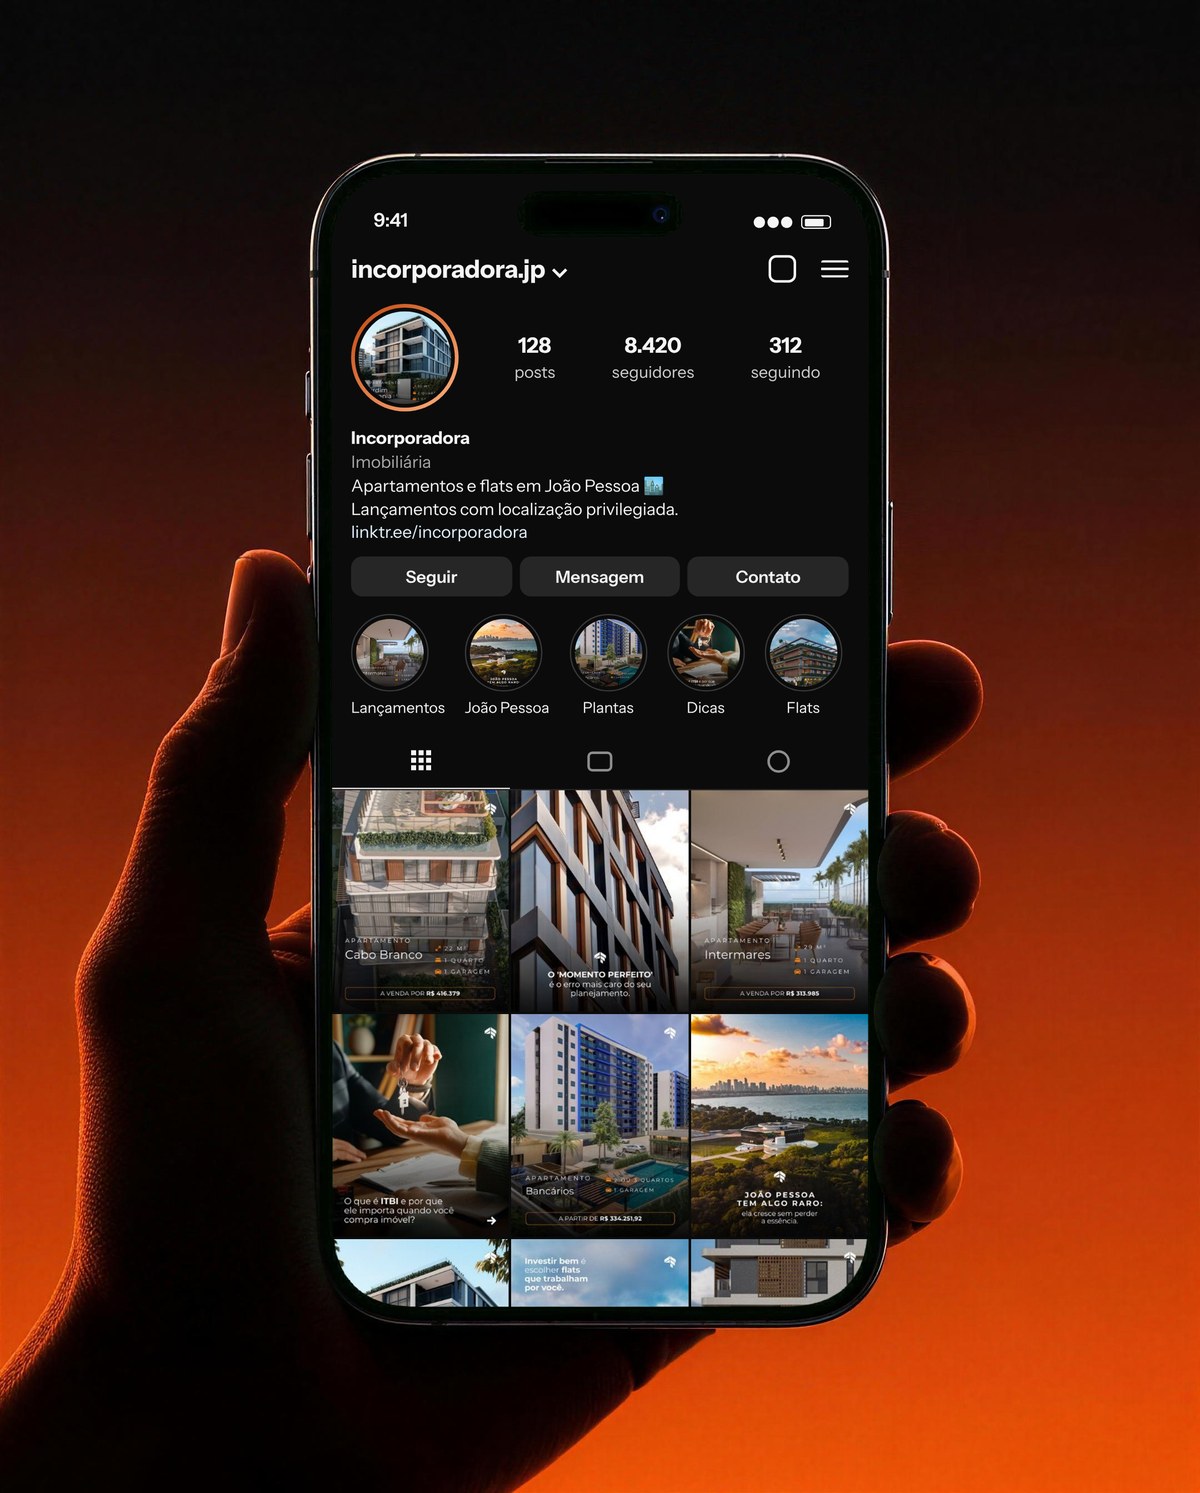 9:41
incorporadora.jp
128
posts
8.420
seguidores
312
seguindo
Incorporadora
Imobiliária
Apartamentos e flats em João Pessoa
Lançamentos com localização privilegiada.
linktr.ee/incorporadora
Seguir
Mensagem
Contato
Lançamentos
João Pessoa
Plantas
Dicas
Flats
APARTAMENTO
Cabo Branco
22 M²
1 QUARTO
1 GARAGEM
A VENDA POR R$ 416.379
O 'MOMENTO PERFEITO'
é o erro mais caro do seu
planejamento.
APARTAMENTO
Intermares
29 M²
1 QUARTO
1 GARAGEM
A VENDA POR R$ 313.985
O que é ITBI e por que
ele importa quando você
compra imóvel?
APARTAMENTO
Bancários
QUARTOS
1 GARAGEM
A PARTIR DE R$ 334.251,92
JOÃO PESSOA
TEM ALGO RARO:
ela cresce sem perder
a essência.
Investir bem é
escolher flats
que trabalham
por você.